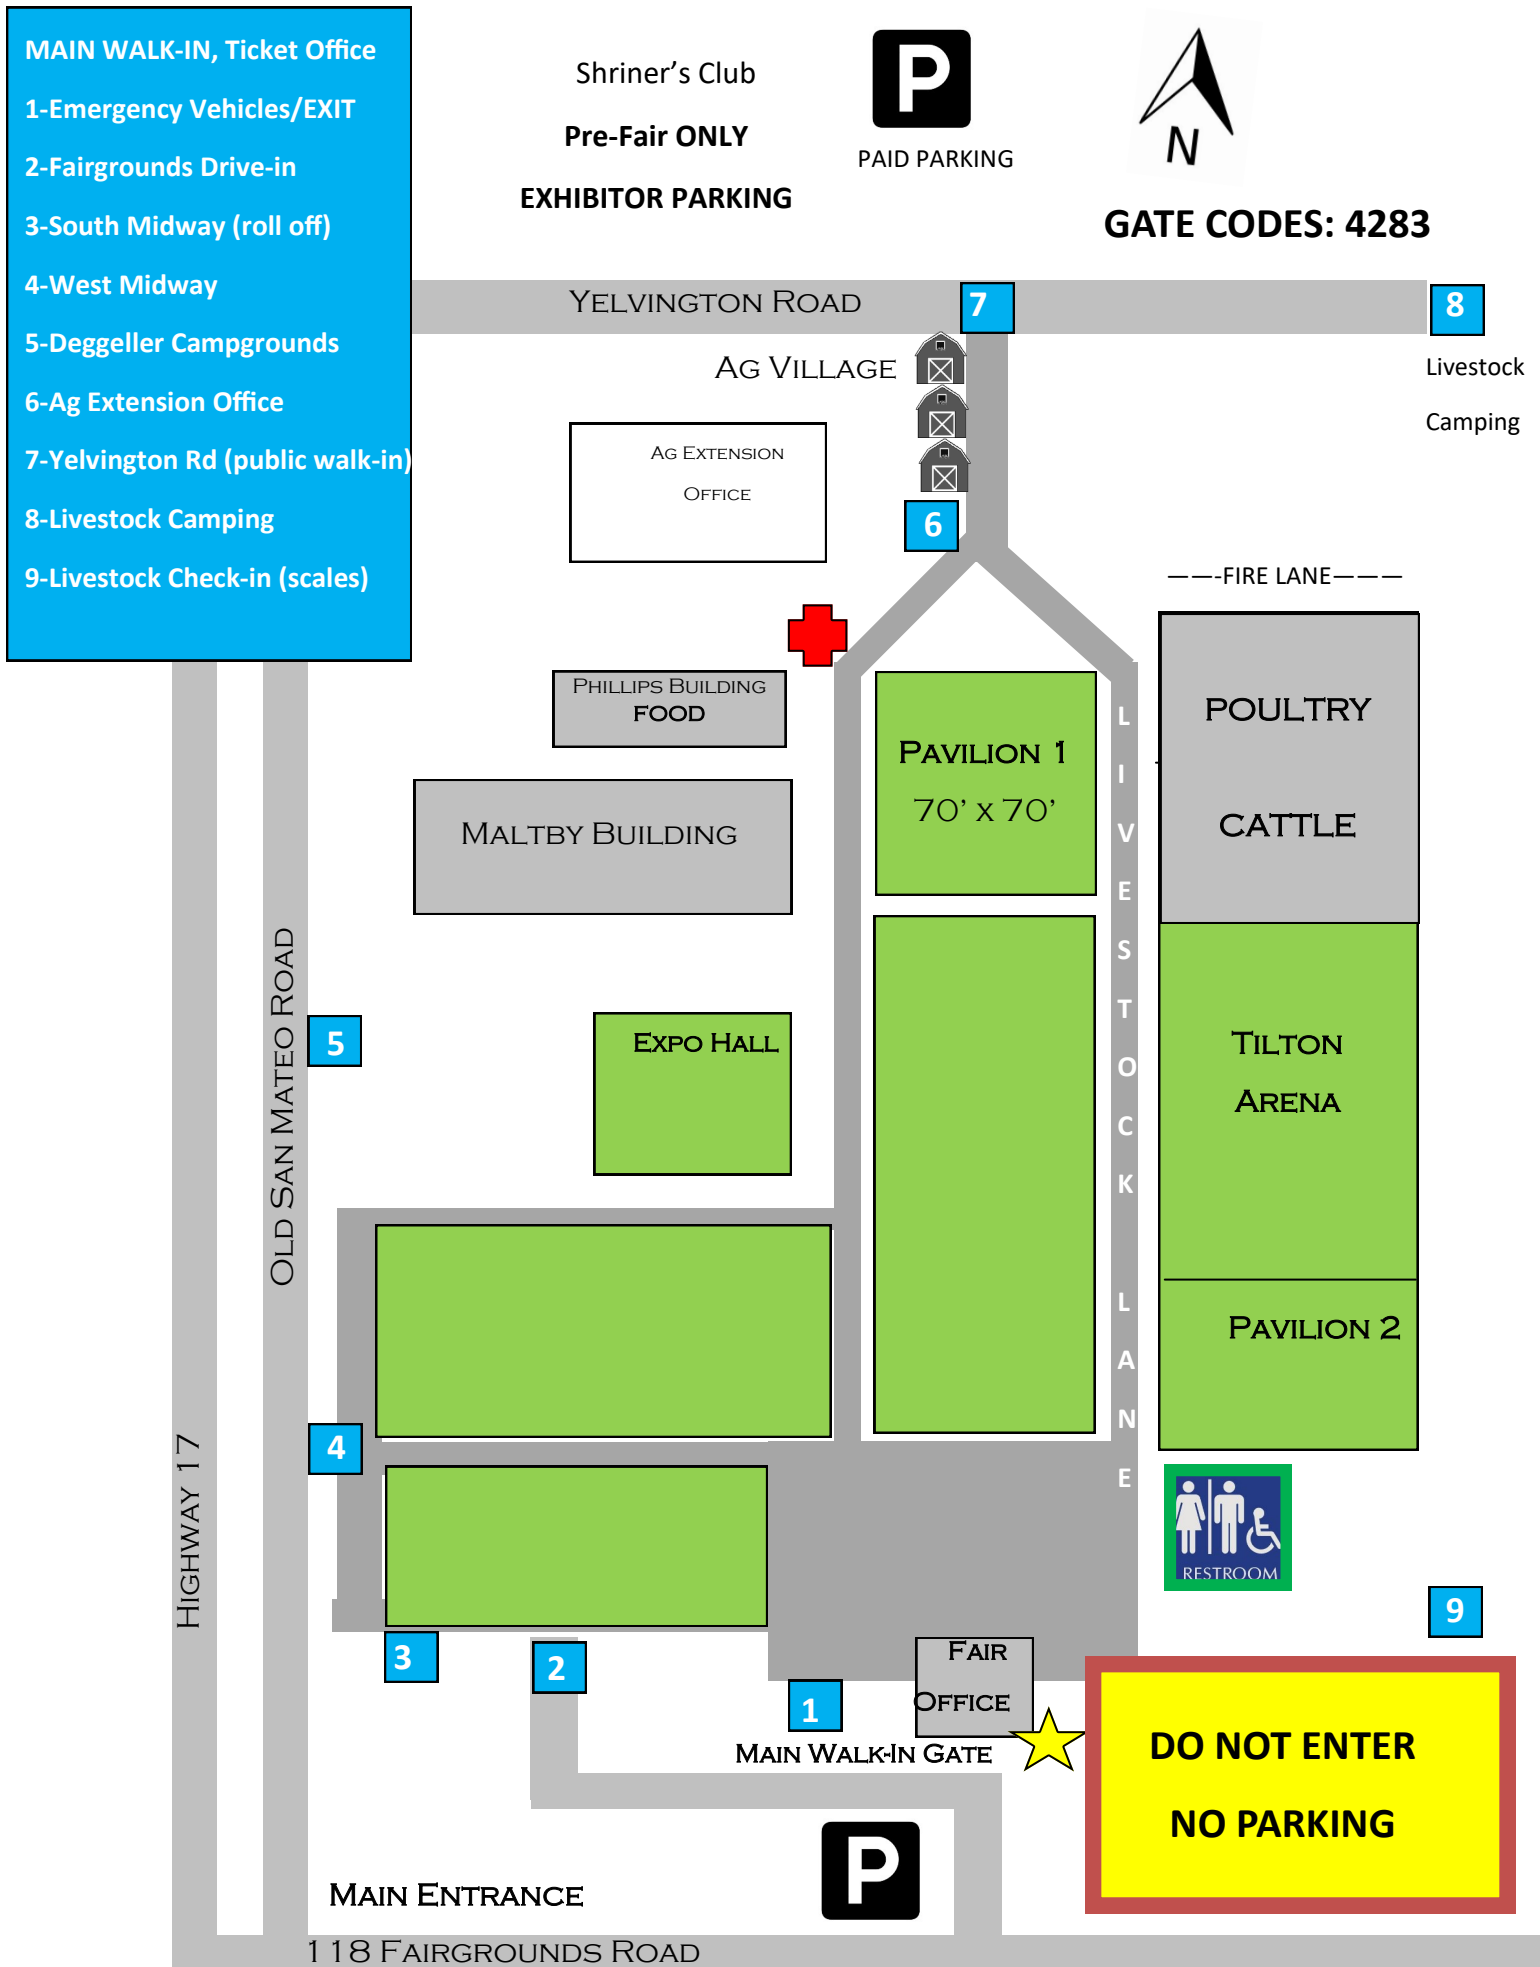 MAIN WALK-IN, Ticket Office
1-Emergency Vehicles/EXIT
2-Fairgrounds Drive-in
3-South Midway (roll off)
4-West Midway
5-Deggeller Campgrounds
6-Ag Extension Office
7-Yelvington Rd (public walk-in)
8-Livestock Camping
9-Livestock Check-in (scales)
Shriner’s Club
Pre-Fair ONLY
EXHIBITOR PARKING
P
PAID PARKING
N
GATE CODES: 4283
YELVINGTON ROAD
7
8
Livestock
Camping
AG VILLAGE
AG EXTENSION
OFFICE
6
——-FIRE LANE———
PHILLIPS BUILDING
FOOD
MALTBY BUILDING
PAVILION 1
70’ X 70’
LIVESTOCK LANE
POULTRY
CATTLE
TILTON
ARENA
PAVILION 2
EXPO HALL
OLD SAN MATEO ROAD
5
HIGHWAY 17
4
RESTROOM
9
3
2
1
FAIR
OFFICE
MAIN WALK-IN GATE
DO NOT ENTER
NO PARKING
P
MAIN ENTRANCE
118 FAIRGROUNDS ROAD